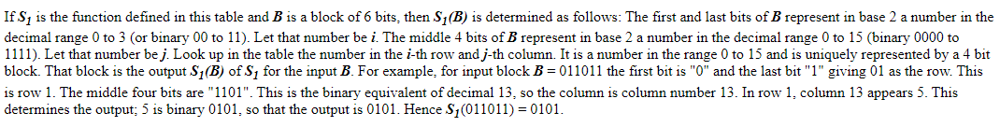 If S1 is the function defined in this table and B is a block of 6 bits, then S1(B) is determined as follows: The first and last bits of B represent in base 2 a number in the
decimal range 0 to 3 (or binary 00 to 11). Let that number be i. The middle 4 bits of B represent in base 2 a number in the decimal range 0 to 15 (binary 0000 to
1111). Let that number be j. Look up in the table the number in the i-th row and j-th column. It is a number in the range 0 to 15 and is uniquely represented by a 4 bit
block. That block is the output S1(B) of S1 for the input B. For example, for input block B = 011011 the first bit is "0" and the last bit "1" giving 01 as the row. This
is row 1. The middle four bits are "1101". This is the binary equivalent of decimal 13, so the column is column number 13. In row 1, column 13 appears 5. This
determines the output; 5 is binary 0101, so that the output is 0101. Hence S1(011011) = 0101.